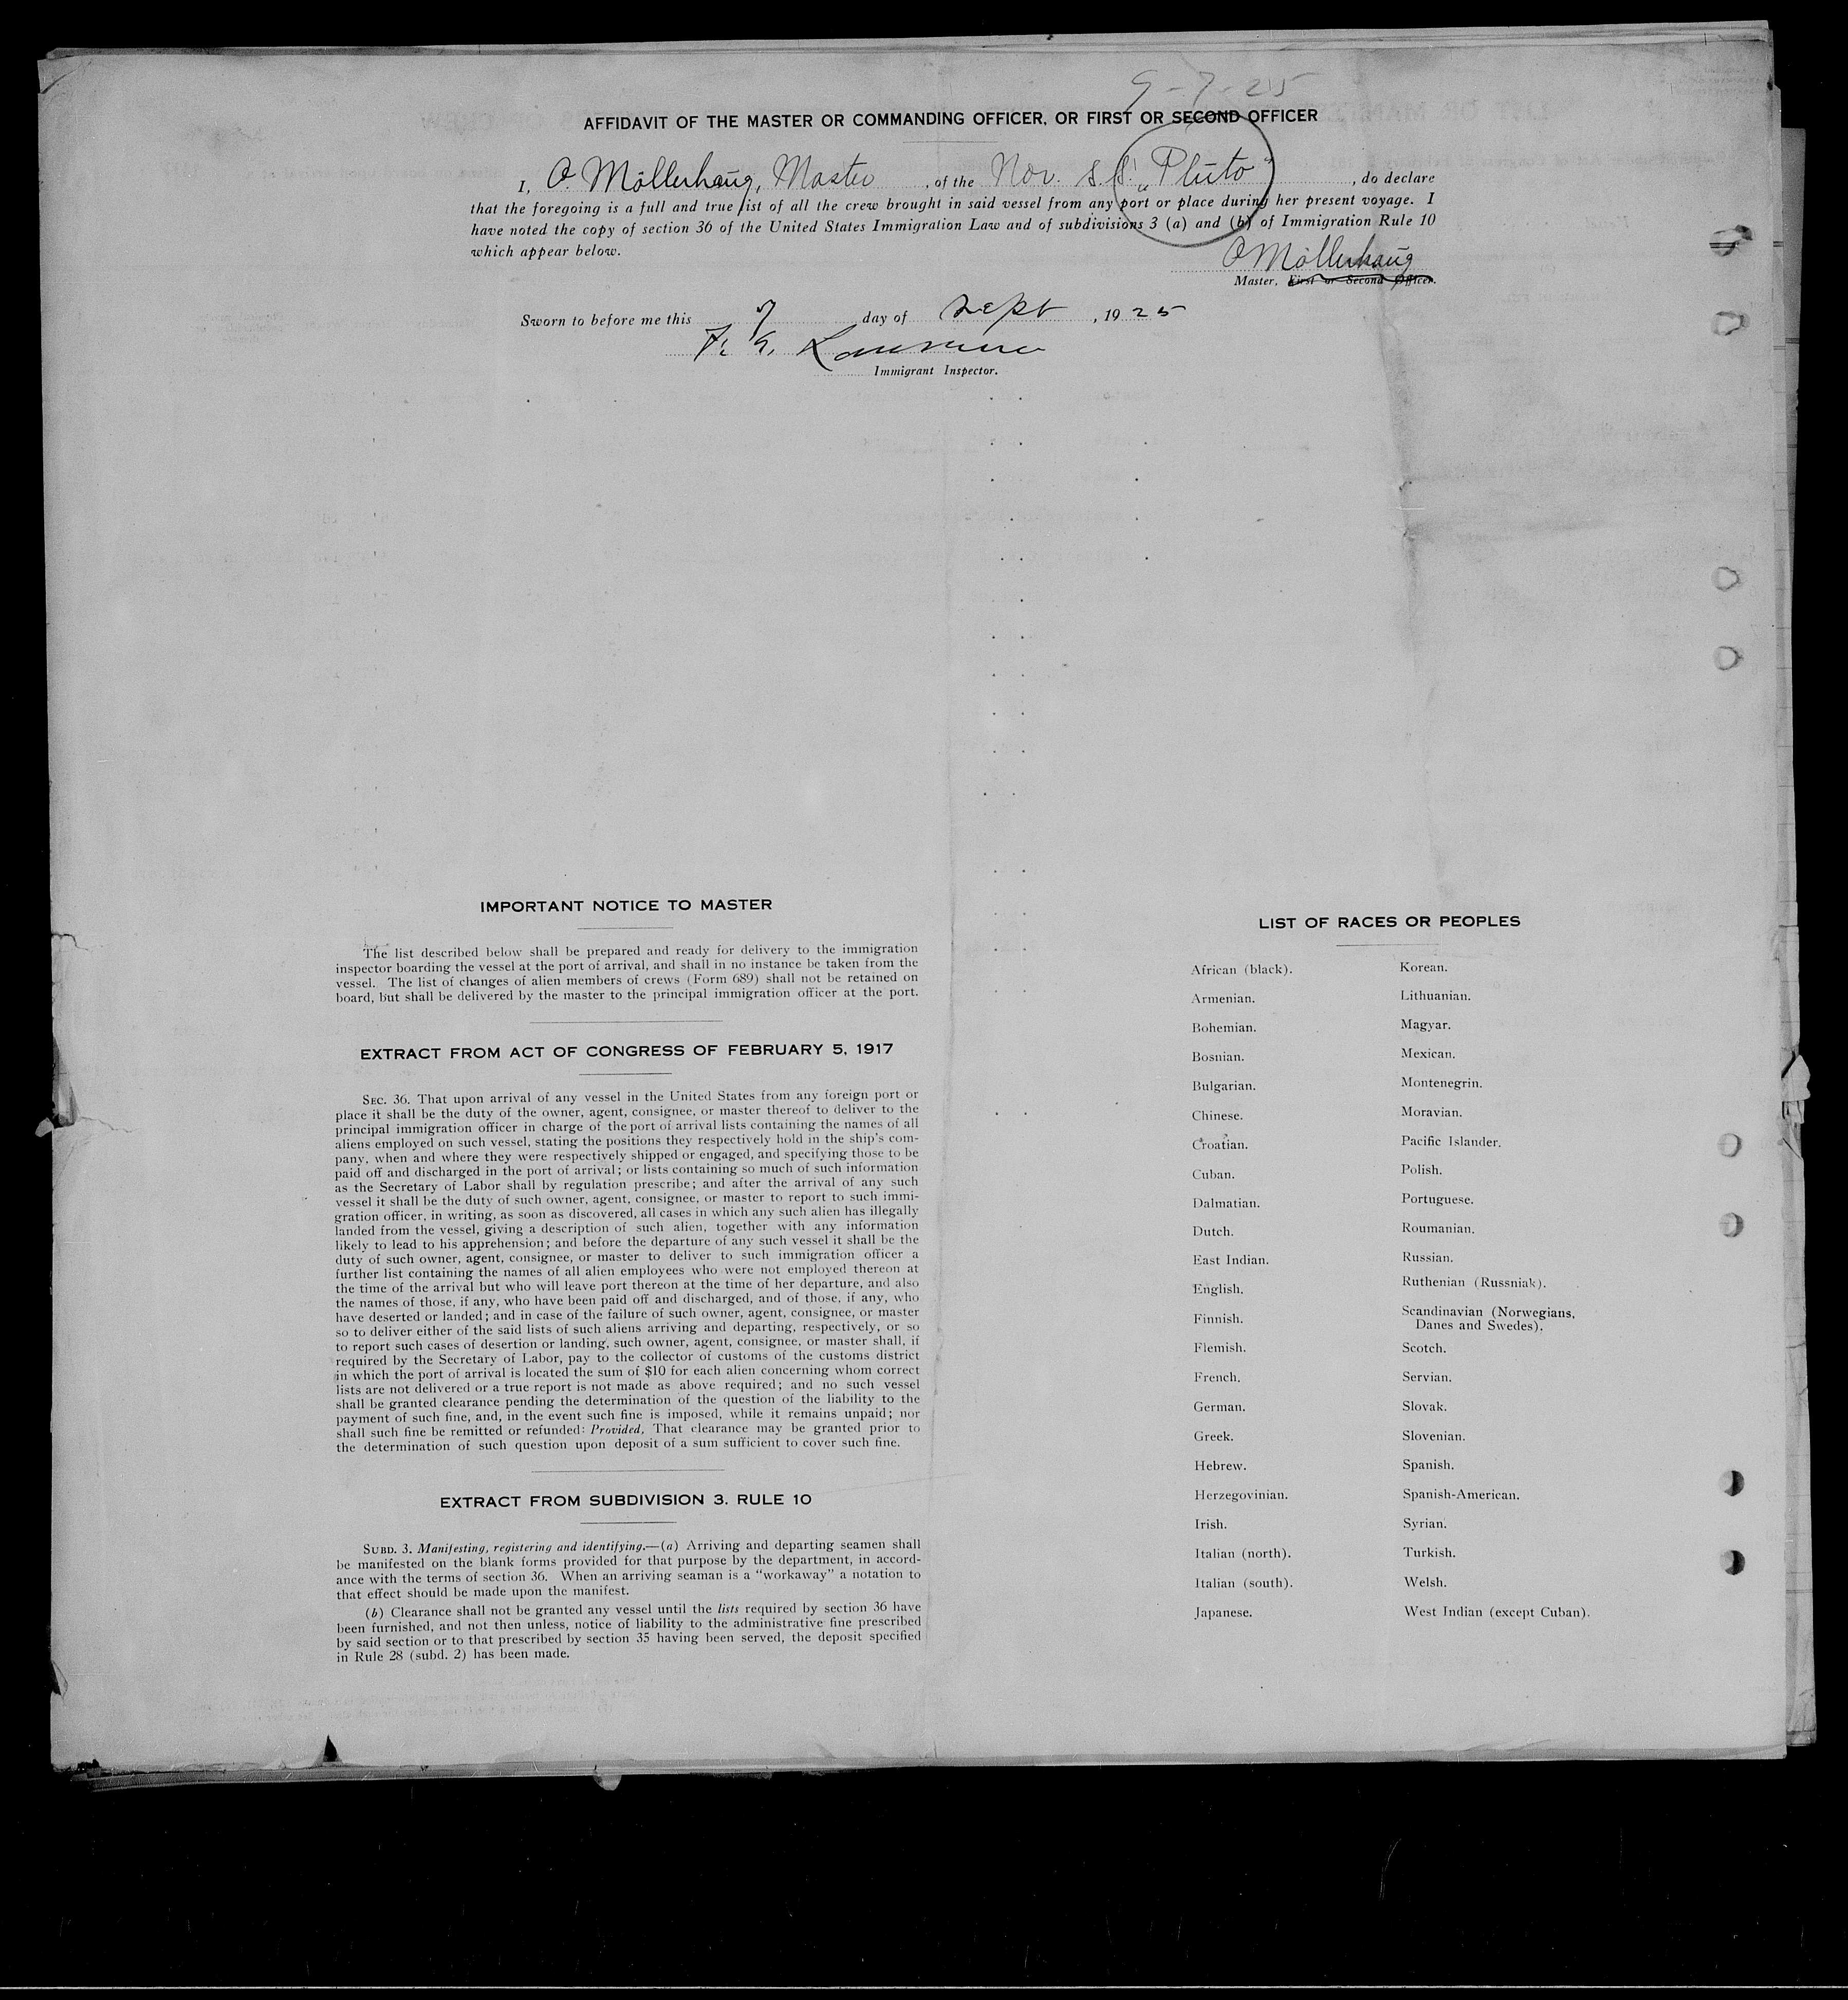 9-7-25
AFFIDAVIT OF THE MASTER OR COMMANDING OFFICER, OR FIRST OR SECOND OFFICER
I, O. Möllerhaug, Master, of the Nor. S.S. „Pluto", do declare
that the foregoing is a full and true list of all the crew brought in said vessel from any port or place during her present voyage. I
have noted the copy of section 36 of the United States Immigration Law and of subdivisions 3 (a) and (b) of Immigration Rule 10
which appear below.
O Möllerhaug
Master, First or Second Officer.
Sworn to before me this 7 day of Sept, 1925
F. G.
Immigrant Inspector.
IMPORTANT NOTICE TO MASTER
The list described below shall be prepared and ready for delivery to the immigration
inspector boarding the vessel at the port of arrival, and shall in no instance be taken from the
vessel. The list of changes of alien members of crews (Form 689) shall not be retained on
board, but shall be delivered by the master to the principal immigration officer at the port.
EXTRACT FROM ACT OF CONGRESS OF FEBRUARY 5, 1917
SEC. 36. That upon arrival of any vessel in the United States from any foreign port or
place it shall be the duty of the owner, agent, consignee, or master thereof to deliver to the
principal immigration officer in charge of the port of arrival lists containing the names of all
aliens employed on such vessel, stating the positions they respectively hold in the ship's com-
pany, when and where they were respectively shipped or engaged, and specifying those to be
paid off and discharged in the port of arrival; or lists containing so much of such information
as the Secretary of Labor shall by regulation prescribe; and after the arrival of any such
vessel it shall be the duty of such owner, agent, consignee, or master to report to such immi-
gration officer, in writing, as soon as discovered, all cases in which any such alien has illegally
landed from the vessel, giving a description of such alien, together with any information
likely to lead to his apprehension; and before the departure of any such vessel it shall be the
duty of such owner, agent, consignee, or master to deliver to such immigration officer a
further list containing the names of all alien employees who were not employed thereon at
the time of the arrival but who will leave port thereon at the time of her departure, and also
the names of those, if any, who have been paid off and discharged, and of those, if any, who
have deserted or landed; and in case of the failure of such owner, agent, consignee, or master
so to deliver either of the said lists of such aliens arriving and departing, respectively, or so
to report such cases of desertion or landing, such owner, agent, consignee, or master shall, if
required by the Secretary of Labor, pay to the collector of customs of the customs district
in which the port of arrival is located the sum of $10 for each alien concerning whom correct
lists are not delivered or a true report is not made as above required; and no such vessel
shall be granted clearance pending the determination of the question of the liability to the
payment of such fine, and, in the event such fine is imposed, while it remains unpaid; nor
shall such fine be remitted or refunded: Provided, That clearance may be granted prior to
the determination of such question upon deposit of a sum sufficient to cover such fine.
EXTRACT FROM SUBDIVISION 3. RULE 10
SUBD. 3. Manifesting, registering and identifying.—(a) Arriving and departing seamen shall
be manifested on the blank forms provided for that purpose by the department, in accord-
ance with the terms of section 36. When an arriving seaman is a "workaway" a notation to
that effect should be made upon the manifest.
(b) Clearance shall not be granted any vessel until the lists required by section 36 have
been furnished, and not then unless, notice of liability to the administrative fine prescribed
by said section or to that prescribed by section 35 having been served, the deposit specified
in Rule 28 (subd. 2) has been made.
LIST OF RACES OR PEOPLES
African (black).
Armenian.
Bohemian.
Bosnian.
Bulgarian.
Chinese.
Croatian.
Cuban.
Dalmatian.
Dutch.
East Indian.
English.
Finnish.
Flemish.
French.
German.
Greek.
Hebrew.
Herzegovinian.
Irish.
Italian (north).
Italian (south).
Japanese.
Korean.
Lithuanian.
Magyar.
Mexican.
Montenegrin.
Moravian.
Pacific Islander.
Polish.
Portuguese.
Roumanian.
Russian.
Ruthenian (Russniak).
Scandinavian (Norwegians,
Danes and Swedes).
Scotch.
Servian.
Slovak.
Slovenian.
Spanish.
Spanish-American.
Syrian.
Turkish.
Welsh.
West Indian (except Cuban).